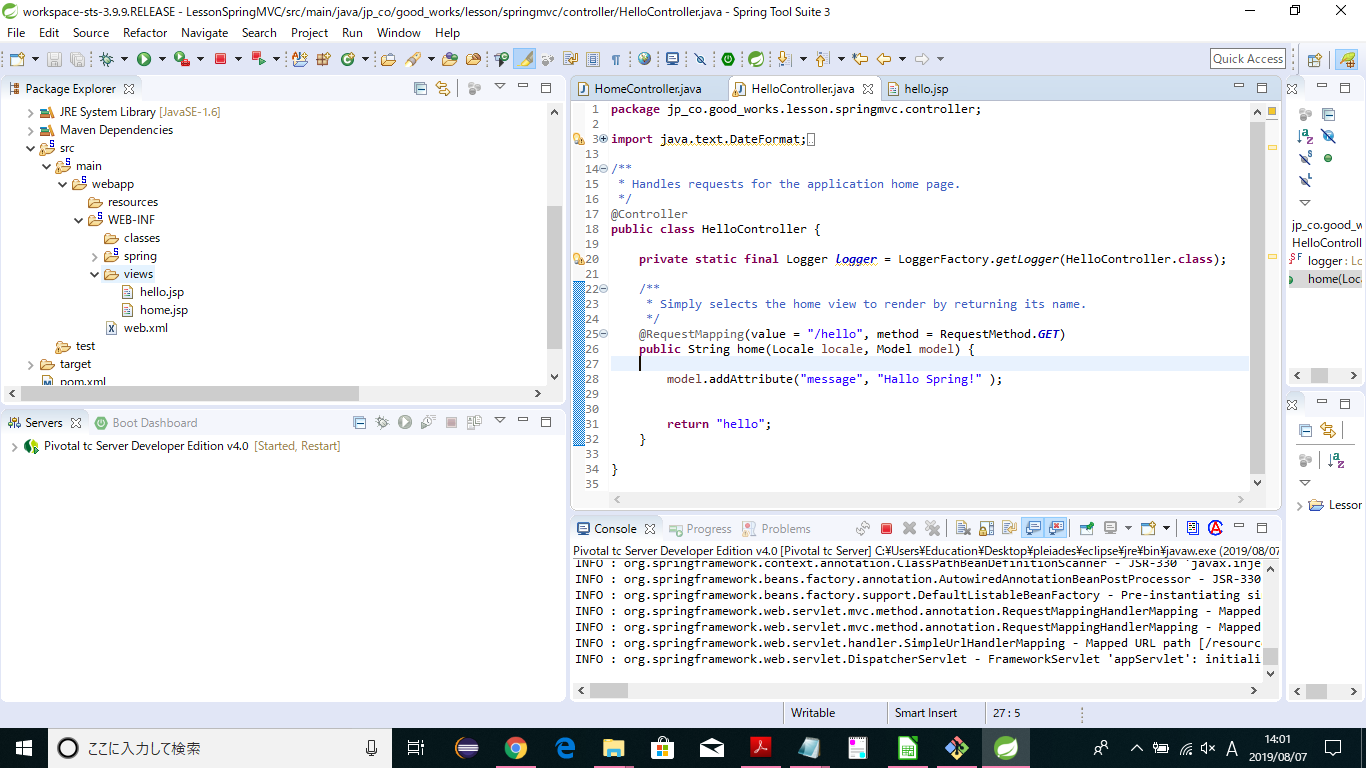 workspace-sts-3.9.9.RELEASE - LessonSpringMVC/src/main/java/jp_co/good_works/lesson/springmvc/controller/HelloController.java - Spring Tool Suite 3
File Edit Source Refactor Navigate Search Project Run Window Help
Quick Access
Package Explorer
JRE System Library [JavaSE-1.6]
Maven Dependencies
src
main
webapp
resources
WEB-INF
classes
spring
views
hello.jsp
home.jsp
web.xml
test
target
pom.xml
Servers Boot Dashboard
Pivotal tc Server Developer Edition v4.0 [Started, Restart]
HomeController.java HelloController.java hello.jsp
1 package jp_co.good_works.lesson.springmvc.controller;
2
3 import java.text.DateFormat;
13
14 /**
15 * Handles requests for the application home page.
16 */
17 @Controller
18 public class HelloController {
19
20 private static final Logger logger = LoggerFactory.getLogger(HelloController.class);
21
22 /**
23 * Simply selects the home view to render by returning its name.
24 */
25 @RequestMapping(value = "/hello", method = RequestMethod.GET)
26 public String home(Locale locale, Model model) {
27
28 model.addAttribute("message", "Hallo Spring!" );
29
30
31 return "hello";
32 }
33
34 }
35
jp_co.good_w
HelloControll
logger : Lo
home(Loc
Lesson
Console Progress Problems
Pivotal tc Server Developer Edition v4.0 [Pivotal tc Server] C:¥Users¥Education¥Desktop¥pleiades¥eclipse¥jre¥bin¥javaw.exe (2019/08/07
INFO : org.springframework.context.annotation.ClassPathBeanDefinitionScanner - JSR-330 'javax.inje
INFO : org.springframework.beans.factory.annotation.AutowiredAnnotationBeanPostProcessor - JSR-330
INFO : org.springframework.beans.factory.support.DefaultListableBeanFactory - Pre-instantiating si
INFO : org.springframework.web.servlet.mvc.method.annotation.RequestMappingHandlerMapping - Mapped
INFO : org.springframework.web.servlet.mvc.method.annotation.RequestMappingHandlerMapping - Mapped
INFO : org.springframework.web.servlet.handler.SimpleUrlHandlerMapping - Mapped URL path [/resourc
INFO : org.springframework.web.servlet.DispatcherServlet - FrameworkServlet 'appServlet': initiali
Writable Smart Insert 27 : 5
ここに入力して検索
A
14:01
2019/08/07